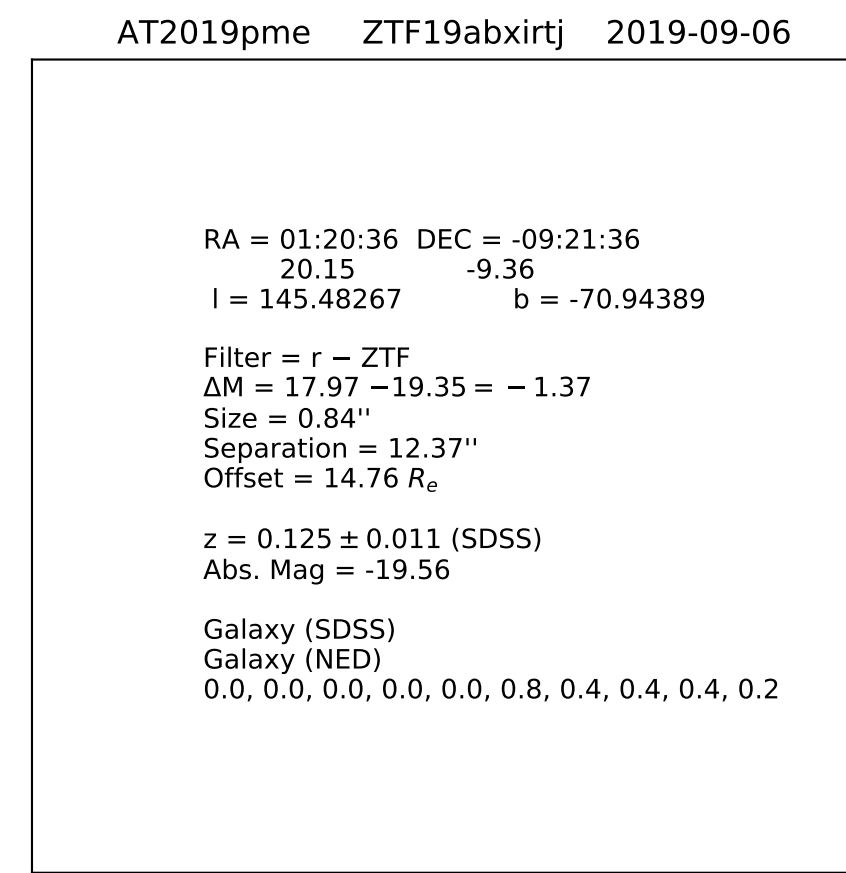 AT2019pme ZTF19abxirtj 2019-09-06
RA = 01:20:36 DEC = -09:21:36
20.15 -9.36
l = 145.48267 b = -70.94389
Filter = r − ZTF
ΔM = 17.97 −19.35 = − 1.37
Size = 0.84''
Separation = 12.37''
Offset = 14.76 Re
z = 0.125 ± 0.011 (SDSS)
Abs. Mag = -19.56
Galaxy (SDSS)
Galaxy (NED)
0.0, 0.0, 0.0, 0.0, 0.0, 0.8, 0.4, 0.4, 0.4, 0.2